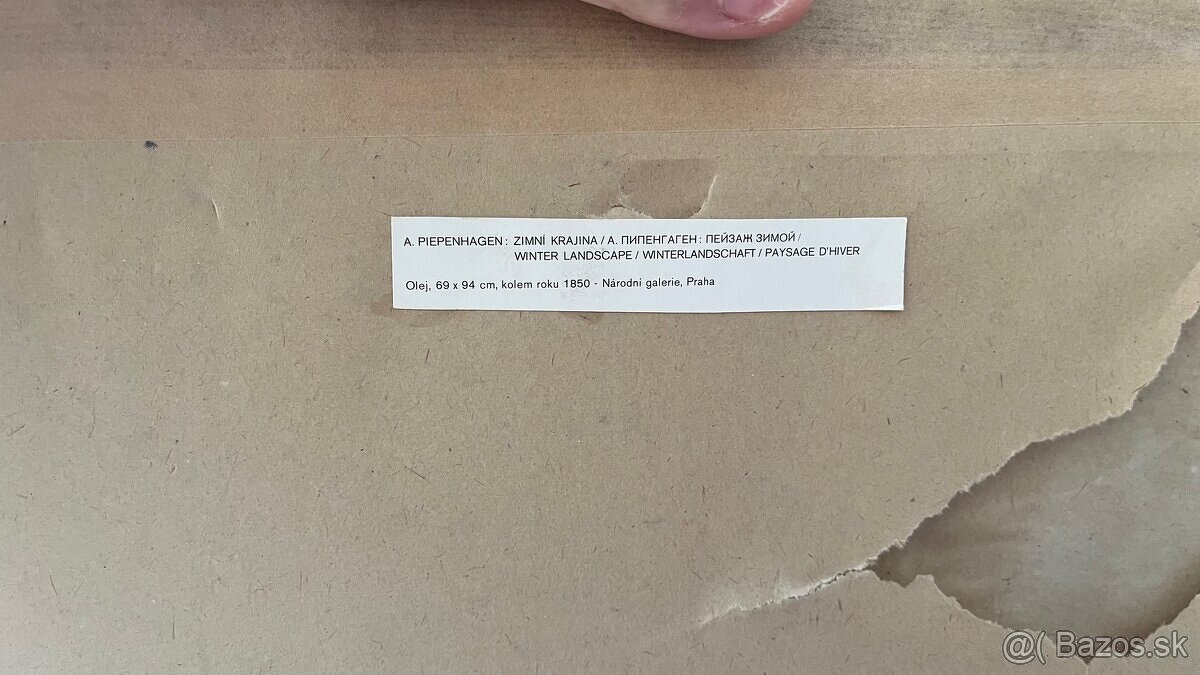 A. PIEPENHAGEN: ZIMNÍ KRAJINA / А. ПИПЕНГАГЕН: ПЕЙЗАЖ ЗИМОЙ /
WINTER LANDSCAPE / WINTERLANDSCHAFT / PAYSAGE D'HIVER
Olej, 69 x 94 cm, kolem roku 1850 - Národní galerie, Praha
@( Bazos.sk